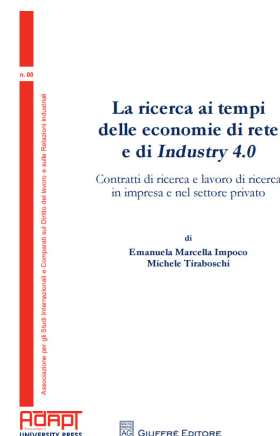 n. 00
La ricerca ai tempi
delle economie di rete
e di Industry 4.0
Contratti di ricerca e lavoro di ricerca
in impresa e nel settore privato
di
Emanuela Marcella Impoco
Michele Tiraboschi
Associazione per gli Studi Internazionali e Comparati sul Diritto del lavoro e sulle Relazioni industriali
ADAPT
UNIVERSITY PRESS
GIUFFRÈ EDITORE